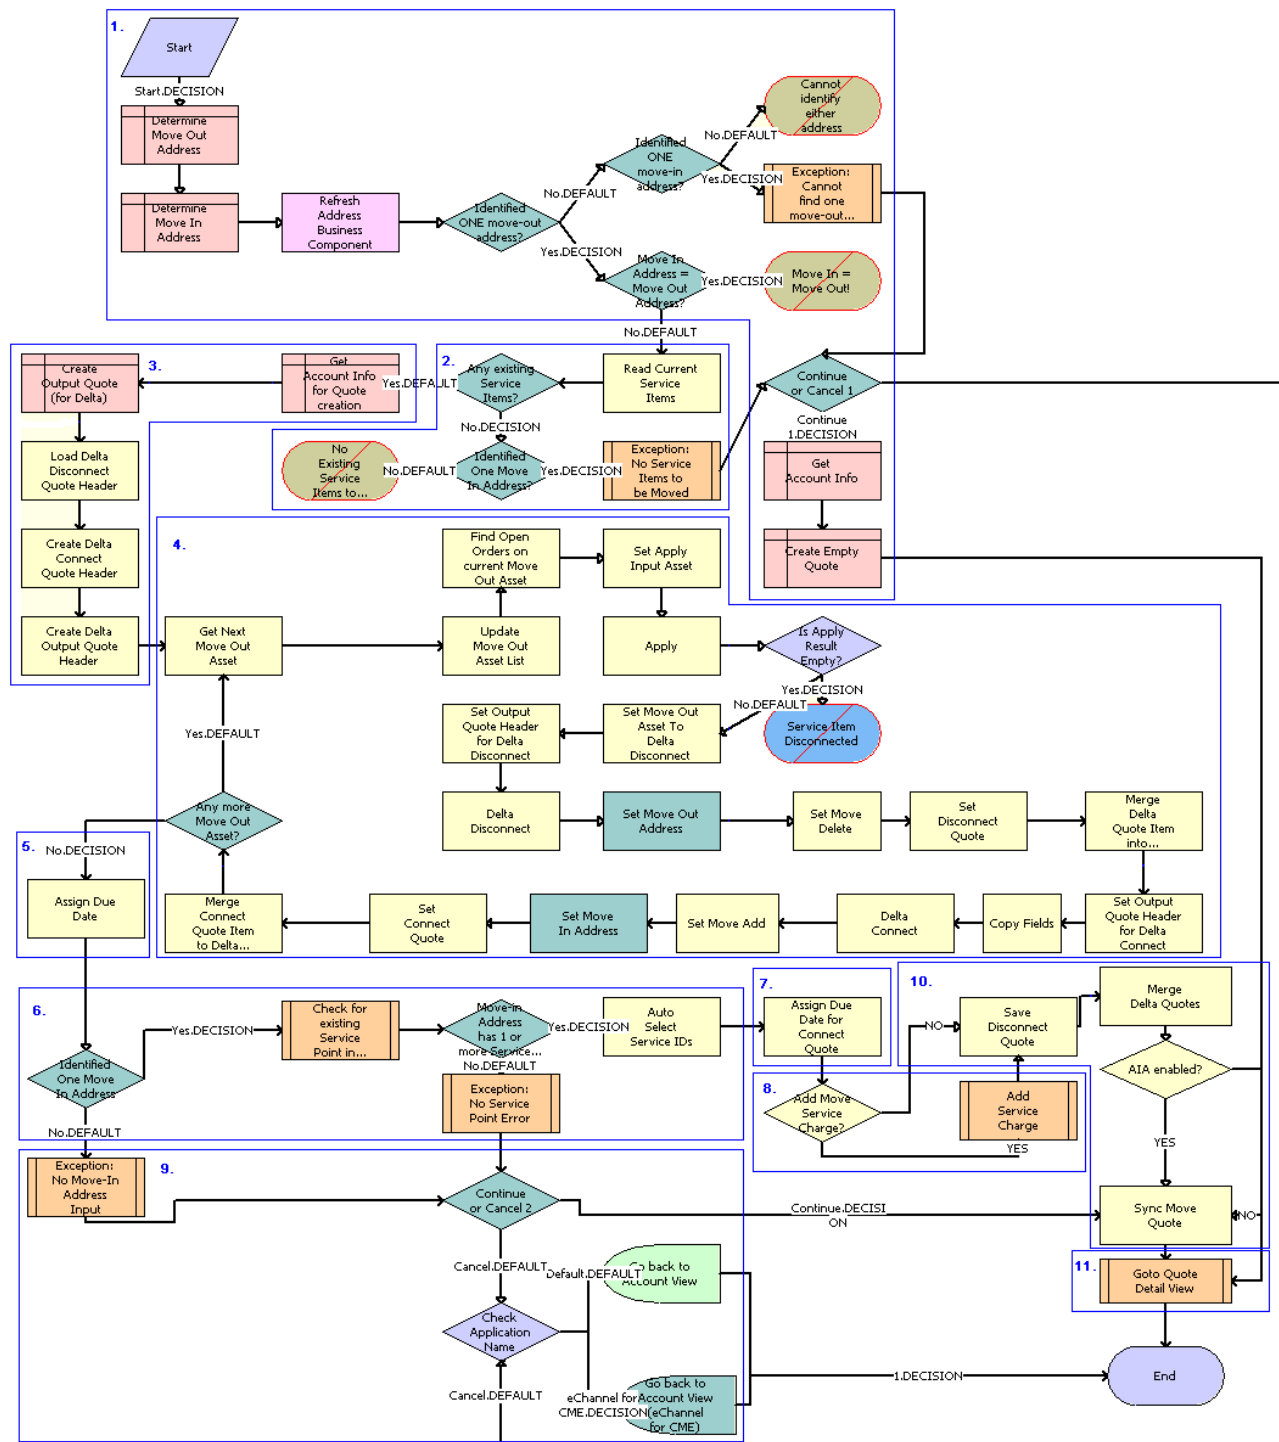 1.
Start
Start.DECISION
Determine
Move Out
Address
Determine
Move In
Address
Refresh
Address
Business
Component
Identified
ONE move-out
address?
No.DEFAULT
Yes.DECISION
Identified
ONE
move-in
address?
No.DEFAULT
Yes.DECISION
Cannot
identify
either
address
Exception:
Cannot
find one
move-out...
Move In
Address =
Move Out
Address?
Yes.DECISION
Move In =
Move Out!
No.DEFAULT
2.
Read Current
Service
Items
Any existing
Service
Items?
Yes.DEFAULT
No.DECISION
Identified
One Move
In Address?
No.DEFAULT
Yes.DECISION
No
Existing
Service
Items to...
Exception:
No Service
Items to
be Moved
Continue
or Cancel 1
Continue
1.DECISION
Get
Account Info
Create Empty
Quote
3.
Get
Account Info
for Quote
creation
Create
Output Quote
(for Delta)
Load Delta
Disconnect
Quote Header
Create Delta
Connect
Quote Header
Create Delta
Output Quote
Header
4.
Get Next
Move Out
Asset
Update
Move Out
Asset List
Find Open
Orders on
current Move
Out Asset
Set Apply
Input Asset
Apply
Is Apply
Result
Empty?
Yes.DECISION
No.DEFAULT
Service Item
Disconnected
Set Move Out
Asset To
Delta
Disconnect
Set Output
Quote Header
for Delta
Disconnect
Delta
Disconnect
Set Move Out
Address
Set Move
Delete
Set
Disconnect
Quote
Merge
Delta
Quote Item
into...
Set Output
Quote Header
for Delta
Connect
Copy Fields
Delta
Connect
Set Move Add
Set Move
In Address
Set
Connect
Quote
Merge
Connect
Quote Item
to Delta...
Any more
Move Out
Asset?
Yes.DEFAULT
No.DECISION
5.
Assign Due
Date
6.
Identified
One Move
In Address
Yes.DECISION
No.DEFAULT
Check for
existing
Service
Point in...
Move-in
Address
has 1 or
more Service...
Yes.DECISION
No.DEFAULT
Auto
Select
Service IDs
Exception:
No Service
Point Error
7.
Assign Due
Date for
Connect
Quote
8.
Add Move
Service
Charge?
NO
YES
Add
Service
Charge
10.
Save
Disconnect
Quote
Merge
Delta Quotes
AIA enabled?
YES
NO
Sync Move
Quote
9.
Exception:
No Move-In
Address
Input
Continue
or Cancel 2
Continue.DECISI
ON
Cancel.DEFAULT
Check
Application
Name
Default.DEFAULT
Go back to
Account View
Cancel.DEFAULT
eChannel for
CME.DECISION
Go back to
Account View
(eChannel
for CME)
1.DECISION
11.
Goto Quote
Detail View
End